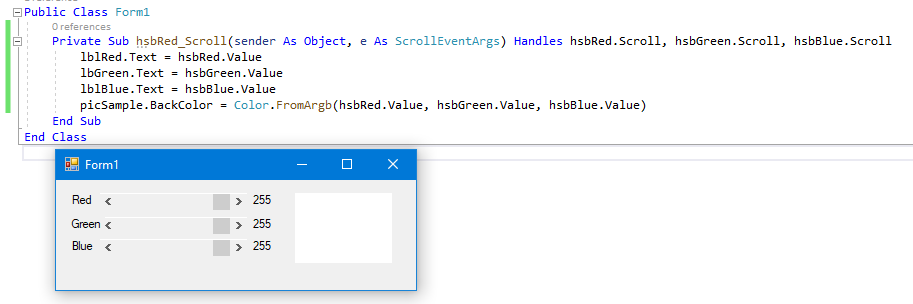 Public Class Form1
0 references
Private Sub hsbRed_Scroll(sender As Object, e As ScrollEventArgs) Handles hsbRed.Scroll, hsbGreen.Scroll, hsbBlue.Scroll
lblRed.Text = hsbRed.Value
lbGreen.Text = hsbGreen.Value
lblBlue.Text = hsbBlue.Value
picSample.BackColor = Color.FromArgb(hsbRed.Value, hsbGreen.Value, hsbBlue.Value)
End Sub
End Class
Form1
Red 255
Green 255
Blue 255